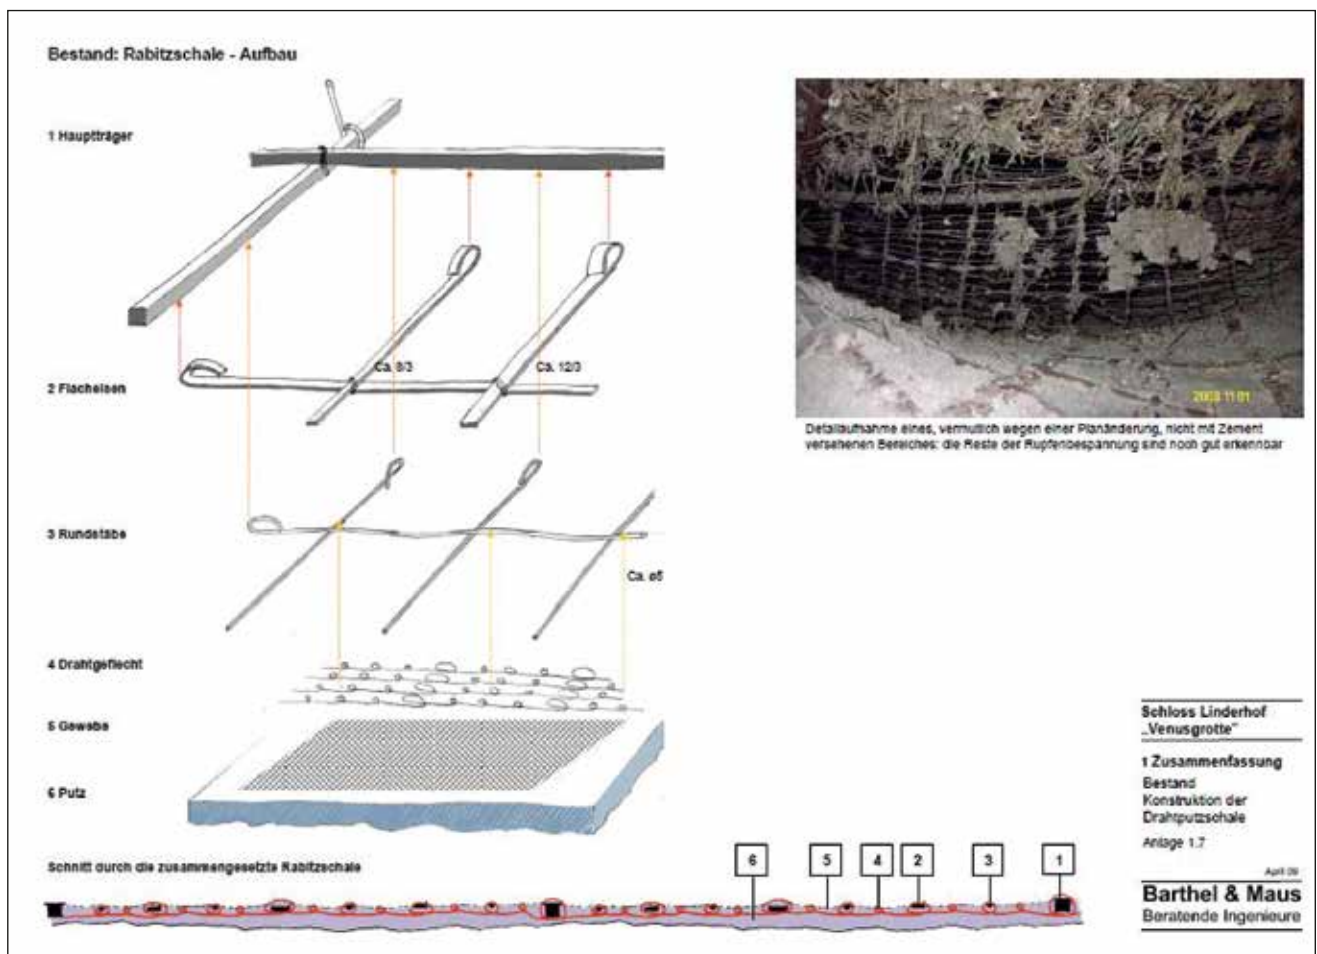 Bestand: Rabitzschale - Aufbau
1 Hauptträger
Ca. 8/3
Ca. 12/3
2 Flacheisen
2003 11 01
Detailaufnahme eines, vermutlich wegen einer Planänderung, nicht mit Zement
versehenen Bereiches: die Reste der Rupfenbespannung sind noch gut erkennbar
3 Rundstäbe
Ca. ø5
4 Drahtgeflecht
5 Gewebe
6 Putz
Schnitt durch die zusammengesetzte Rabitzschale
6 5 4 2 3 1
Schloss Linderhof
„Venusgrotte"
1 Zusammenfassung
Bestand
Konstruktion der
Drahtputzschale
Anlage 1.7
April 09
Barthel & Maus
Beratende Ingenieure